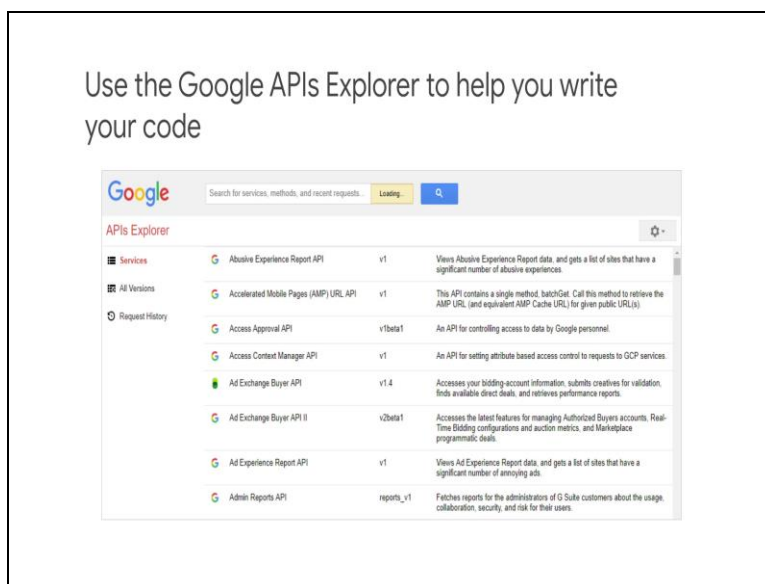 Use the Google APIs Explorer to help you write
your code
Google
Search for services, methods, and recent requests...
Loading...
APIs Explorer
Services
All Versions
Request History
Abusive Experience Report API v1 Views Abusive Experience Report data, and gets a list of sites that have a
significant number of abusive experiences.
Accelerated Mobile Pages (AMP) URL API v1 This API contains a single method, batchGet. Call this method to retrieve the
AMP URL (and equivalent AMP Cache URL) for given public URL(s).
Access Approval API v1beta1 An API for controlling access to data by Google personnel.
Access Context Manager API v1 An API for setting attribute based access control to requests to GCP services.
Ad Exchange Buyer API v1.4 Accesses your bidding-account information, submits creatives for validation,
finds available direct deals, and retrieves performance reports.
Ad Exchange Buyer API II v2beta1 Accesses the latest features for managing Authorized Buyers accounts, Real-
Time Bidding configurations and auction metrics, and Marketplace
programmatic deals.
Ad Experience Report API v1 Views Ad Experience Report data, and gets a list of sites that have a
significant number of annoying ads.
Admin Reports API reports_v1 Fetches reports for the administrators of G Suite customers about the usage,
collaboration, security, and risk for their users.